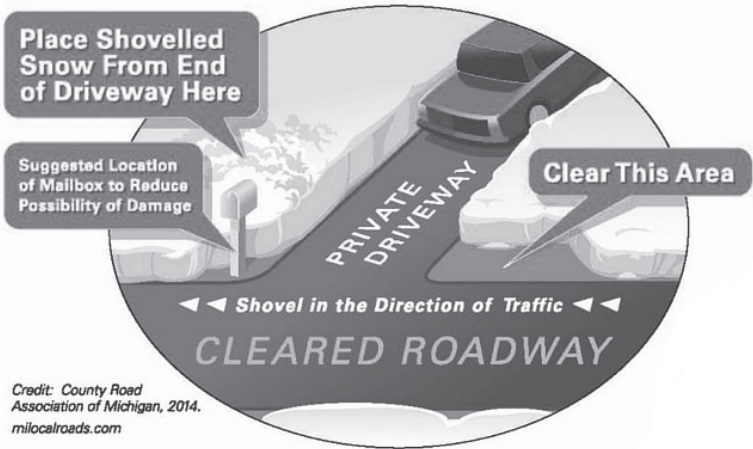 Place Shovelled
Snow From End
of Driveway Here
Suggested Location
of Mailbox to Reduce
Possibility of Damage
Clear This Area
PRIVATE
DRIVEWAY
Shovel in the Direction of Traffic
CLEARED ROADWAY
Credit: County Road
Association of Michigan, 2014.
milocalroads.com